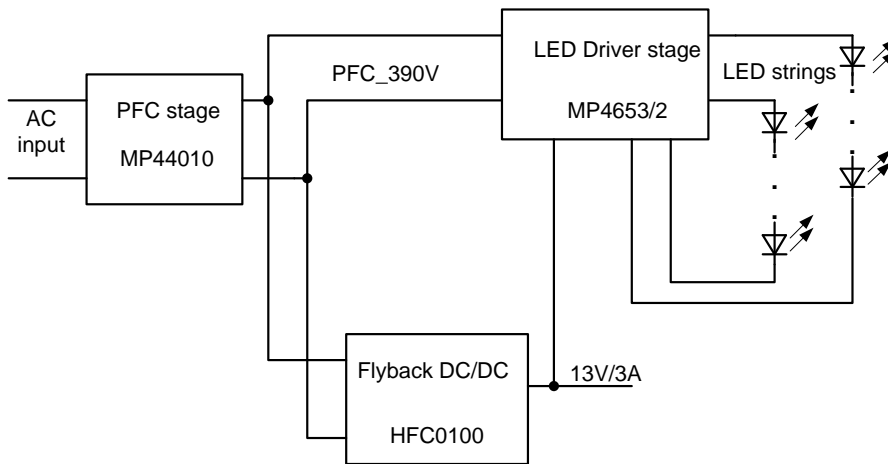 AC
input
PFC stage
MP44010
PFC_390V
LED Driver stage
MP4653/2
LED strings
Flyback DC/DC
HFC0100
13V/3A